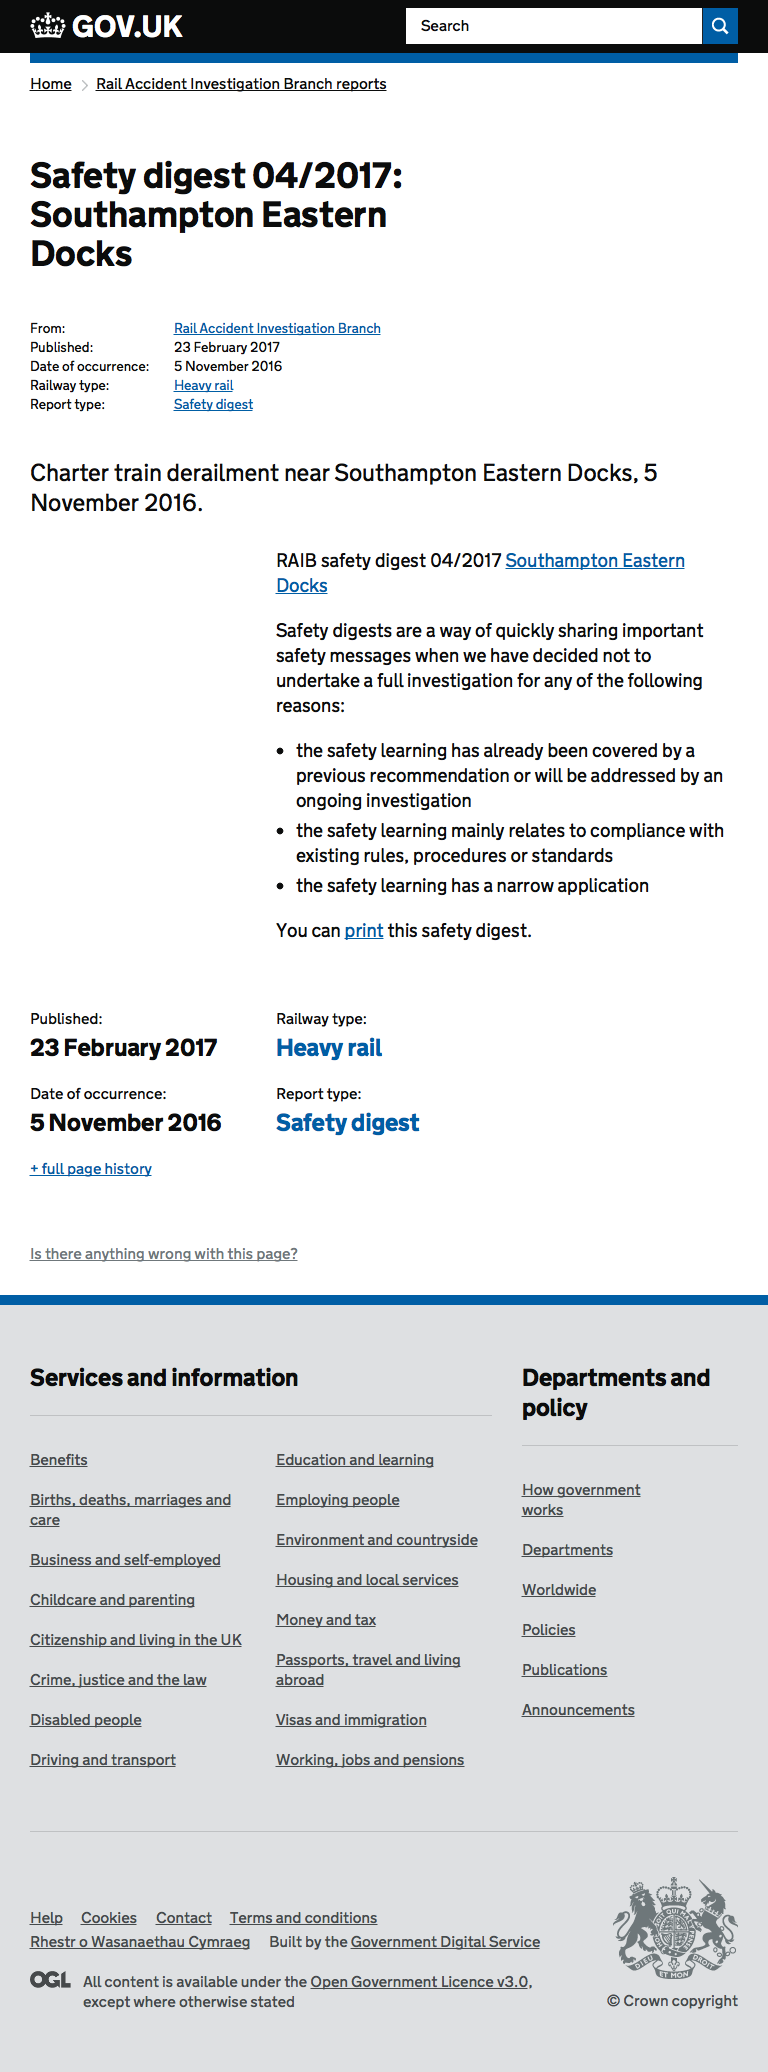 GOV.UK
Search
Home
Rail Accident Investigation Branch reports
Safety digest 04/2017:
Southampton Eastern
Docks
From: Rail Accident Investigation Branch
Published: 23 February 2017
Date of occurrence: 5 November 2016
Railway type: Heavy rail
Report type: Safety digest
Charter train derailment near Southampton Eastern Docks, 5
November 2016.
RAIB safety digest 04/2017 Southampton Eastern
Docks
Safety digests are a way of quickly sharing important
safety messages when we have decided not to
undertake a full investigation for any of the following
reasons:
• the safety learning has already been covered by a
previous recommendation or will be addressed by an
ongoing investigation
• the safety learning mainly relates to compliance with
existing rules, procedures or standards
• the safety learning has a narrow application
You can print this safety digest.
Published:
23 February 2017
Railway type:
Heavy rail
Date of occurrence:
5 November 2016
Report type:
Safety digest
+ full page history
Is there anything wrong with this page?
Services and information
Benefits
Births, deaths, marriages and
care
Business and self-employed
Childcare and parenting
Citizenship and living in the UK
Crime, justice and the law
Disabled people
Driving and transport
Education and learning
Employing people
Environment and countryside
Housing and local services
Money and tax
Passports, travel and living
abroad
Visas and immigration
Working, jobs and pensions
Departments and
policy
How government
works
Departments
Worldwide
Policies
Publications
Announcements
Help Cookies Contact Terms and conditions
Rhestr o Wasanaethau Cymraeg Built by the Government Digital Service
OGL All content is available under the Open Government Licence v3.0,
except where otherwise stated
DIEU ET MON DROIT
© Crown copyright